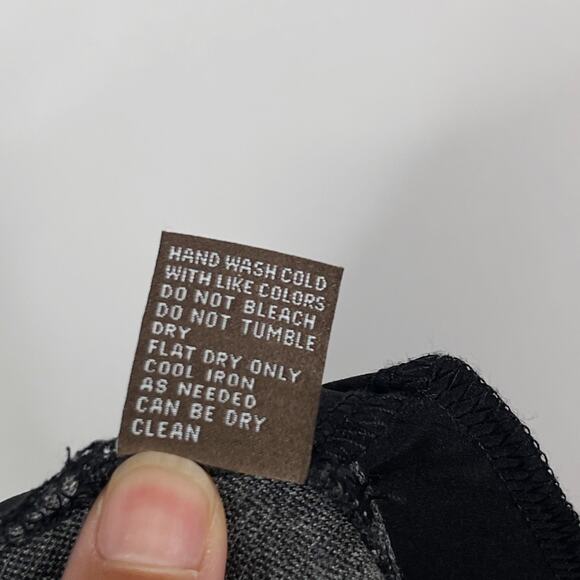 HAND WASH COLD
WITH LIKE COLORS
DO NOT BLEACH
DO NOT TUMBLE
DRY
FLAT DRY ONLY
COOL IRON
AS NEEDED
CAN BE DRY
CLEAN